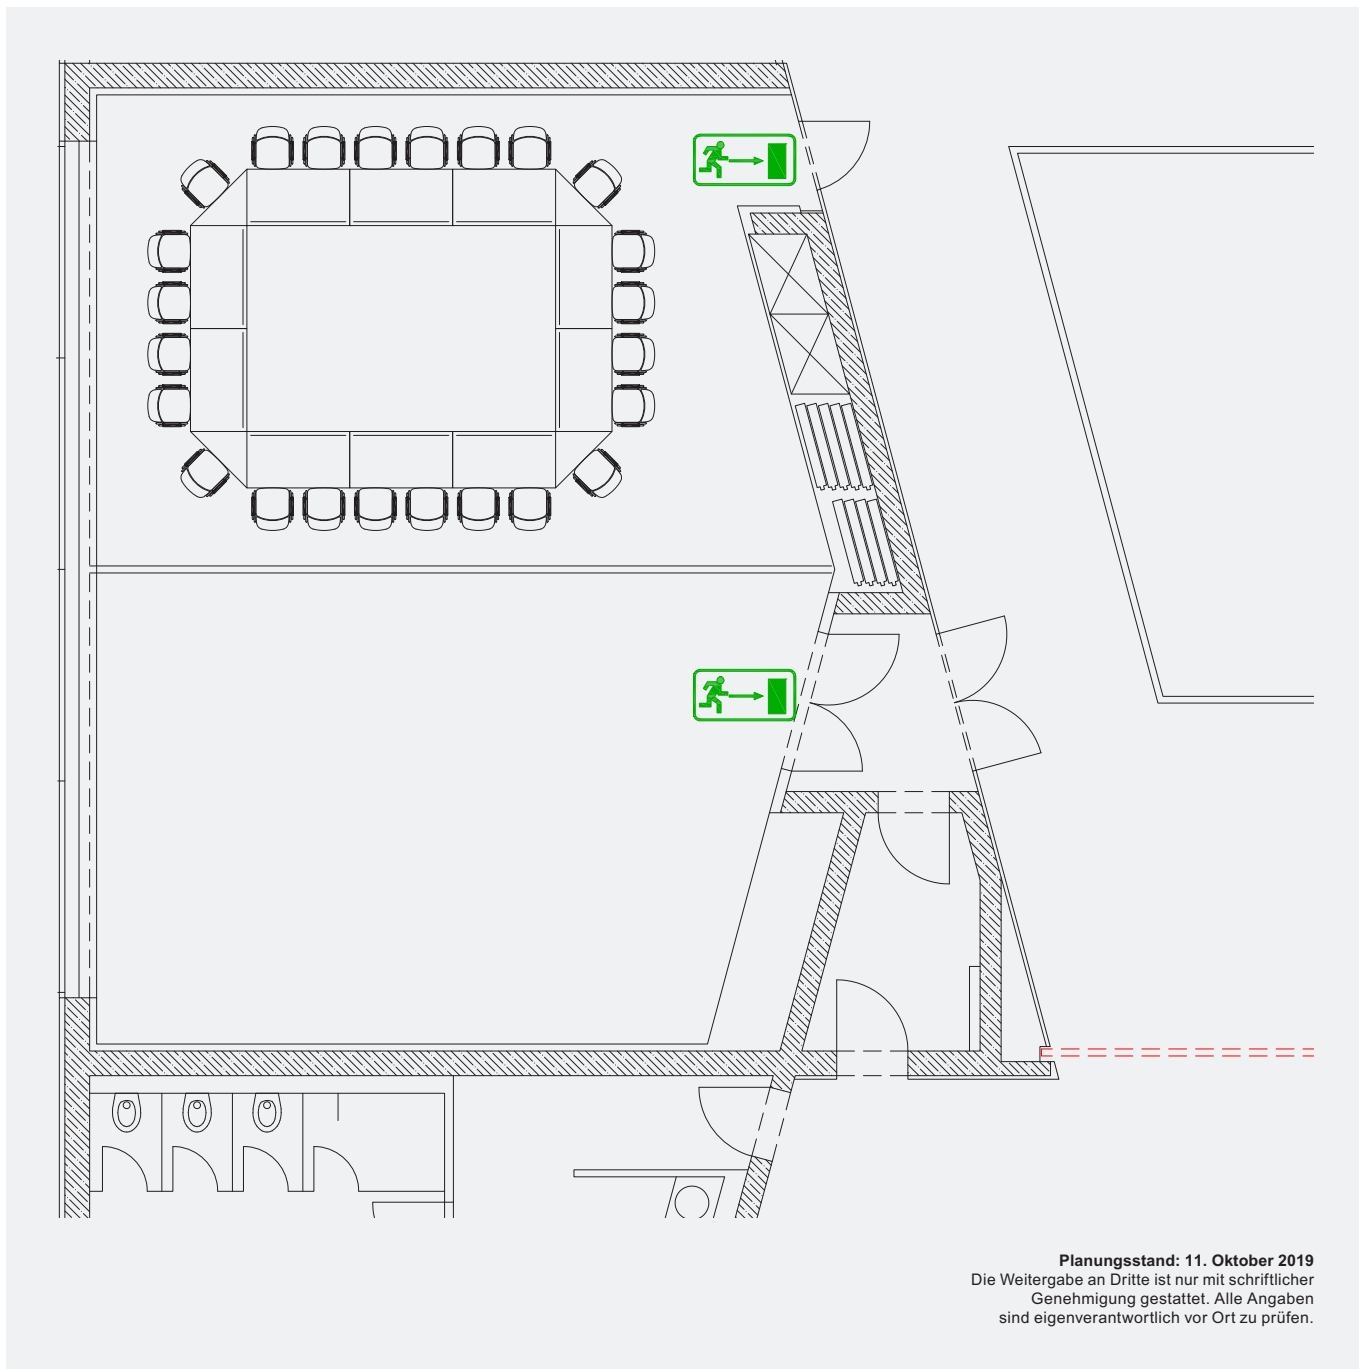 Planungsstand: 11. Oktober 2019
Die Weitergabe an Dritte ist nur mit schriftlicher
Genehmigung gestattet. Alle Angaben
sind eigenverantwortlich vor Ort zu prüfen.